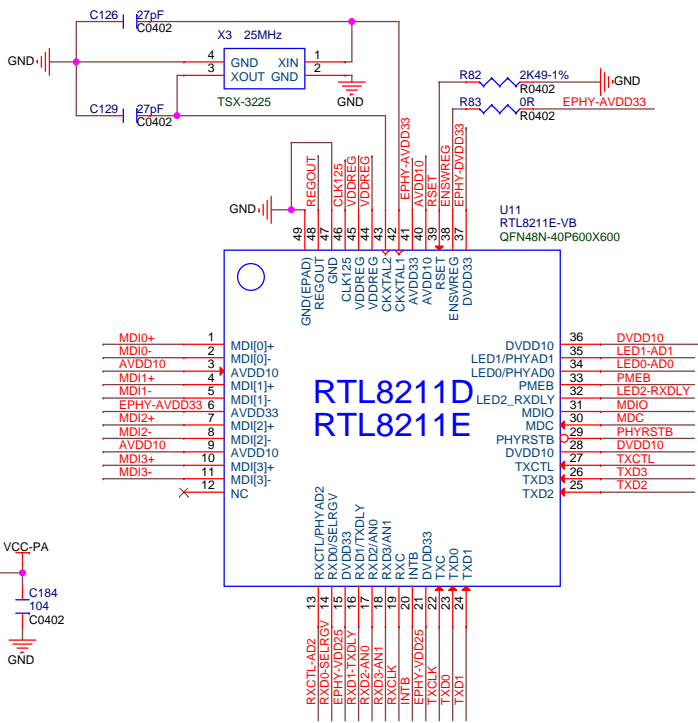 C126
27pF
C0402
X3 25MHz
GND
4 GND XIN 1
3 XOUT GND 2
TSX-3225
GND
C129
27pF
C0402
R82
2K49-1%
R0402
GND
R83
0R
R0402
EPHY-AVDD33
GND
REGOUT
CLK125
VDDREG
VDDREG
EPHY-AVDD33
AVDD10
RSET
ENSWREG
EPHY-DVDD33
U11
RTL8211E-VB
QFN48N-40P600X600
49 GND(EPAD)
48 REGOUT
47 GND
46 CLK125
45 VDDREG
44 VDDREG
43 CKXTAL2
42 CKXTAL1
41 AVDD33
40 AVDD10
39 RSET
38 ENSWREG
37 DVDD33
MDI0+ 1 MDI[0]+
MDI0- 2 MDI[0]-
AVDD10 3 AVDD10
MDI1+ 4 MDI[1]+
MDI1- 5 MDI[1]-
EPHY-AVDD33 6 AVDD33
MDI2+ 7 MDI[2]+
MDI2- 8 MDI[2]-
AVDD10 9 AVDD10
MDI3+ 10 MDI[3]+
MDI3- 11 MDI[3]-
12 NC
RTL8211D
RTL8211E
DVDD10 36 DVDD10
LED1/PHYAD1 35 LED1-AD1
LED0/PHYAD0 34 LED0-AD0
PMEB 33 PMEB
LED2_RXDLY 32 LED2-RXDLY
MDIO 31 MDIO
MDC 30 MDC
PHYRSTB 29 PHYRSTB
DVDD10 28 DVDD10
TXCTL 27 TXCTL
TXD3 26 TXD3
TXD2 25 TXD2
RXCTL/PHYAD2 13 RXCTL-AD2
RXD0/SELRGV 14 RXD0-SELRGV
DVDD33 15 EPHY-VDD25
RXD1/TXDLY 16 RXD1-TXDLY
RXD2/AN0 17 RXD2-AN0
RXD3/AN1 18 RXD3-AN1
RXC 19 RXCLK
INTB 20 INTB
DVDD33 21 EPHY-VDD25
TXC 22 TXCLK
TXD0 23 TXD0
TXD1 24 TXD1
VCC-PA
C184
104
C0402
GND